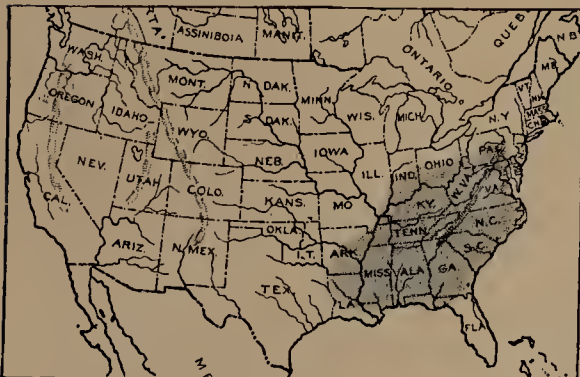 RTA.
ASSINIBOIA
MANIT.
ONTARIO
QUEB
N.B.
WASH.
MONT.
N. DAK.
MINN.
ME.
VT.
N.H.
MASS.
OREGON
IDAHO
WYO.
S. DAK.
WIS.
MICH.
N.Y.
NEV.
UTAH
COLO.
NEB.
IOWA
ILL.
IND.
OHIO
PA.
CAL.
KANS.
MO.
KY.
W.VA.
VA.
ARIZ.
N. MEX.
OKLA.
I.T.
ARK.
TENN.
N.C.
S.C.
TEX.
LA.
MISS.
ALA.
GA.
FLA.
M